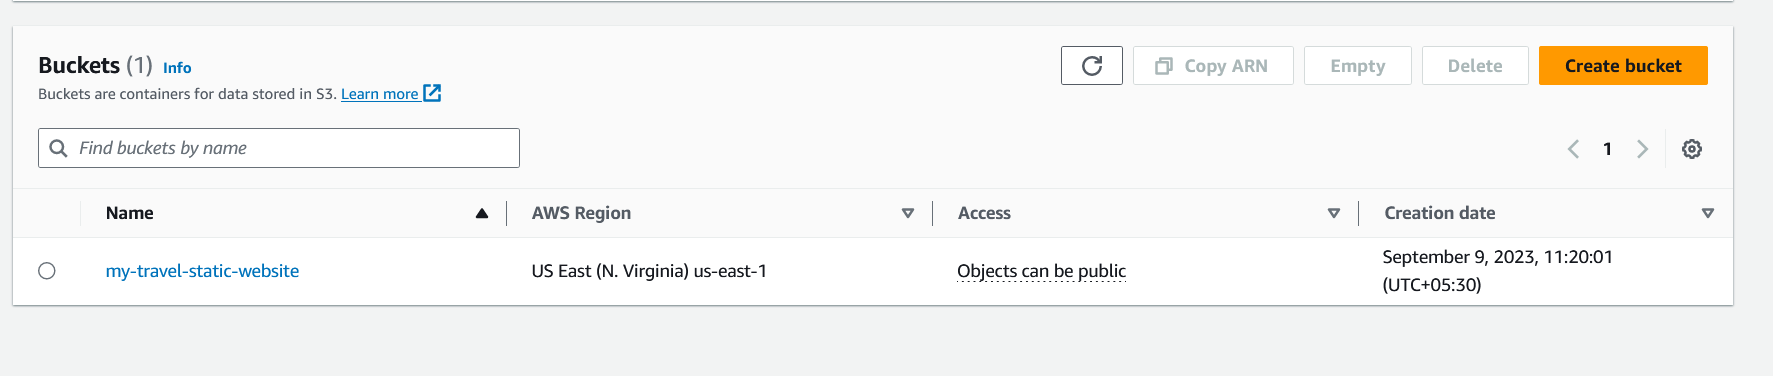 Buckets (1) Info
Buckets are containers for data stored in S3. Learn more
Copy ARN
Empty
Delete
Create bucket
Find buckets by name
1
Name
AWS Region
Access
Creation date
my-travel-static-website
US East (N. Virginia) us-east-1
Objects can be public
September 9, 2023, 11:20:01
(UTC+05:30)